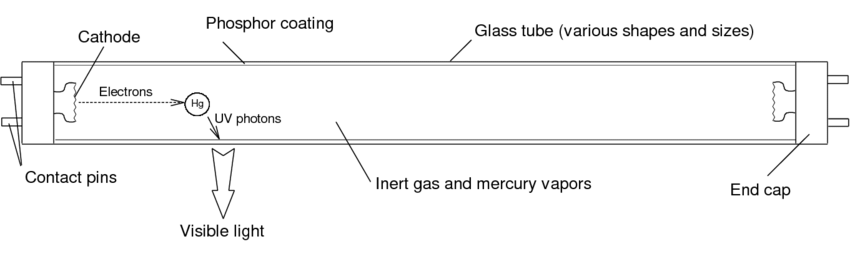 Phosphor coating
Glass tube (various shapes and sizes)
Cathode
Electrons
Hg
UV photons
Contact pins
Inert gas and mercury vapors
End cap
Visible light